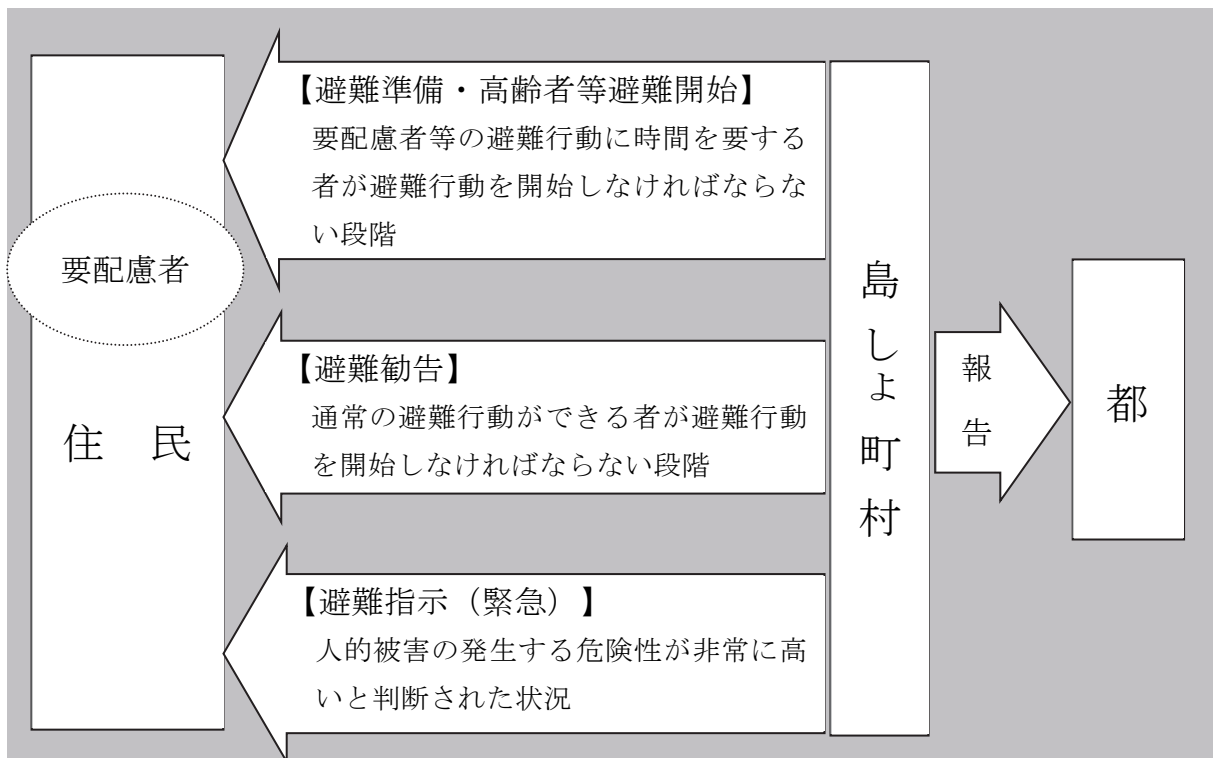 【避難準備・高齢者等避難開始】
要配慮者等の避難行動に時間を要する
者が避難行動を開始しなければならな
い段階
要配慮者
住　民
【避難勧告】
通常の避難行動ができる者が避難行動
を開始しなければならない段階
【避難指示（緊急）】
人的被害の発生する危険性が非常に高
いと判断された状況
島しょ町村
報告
都